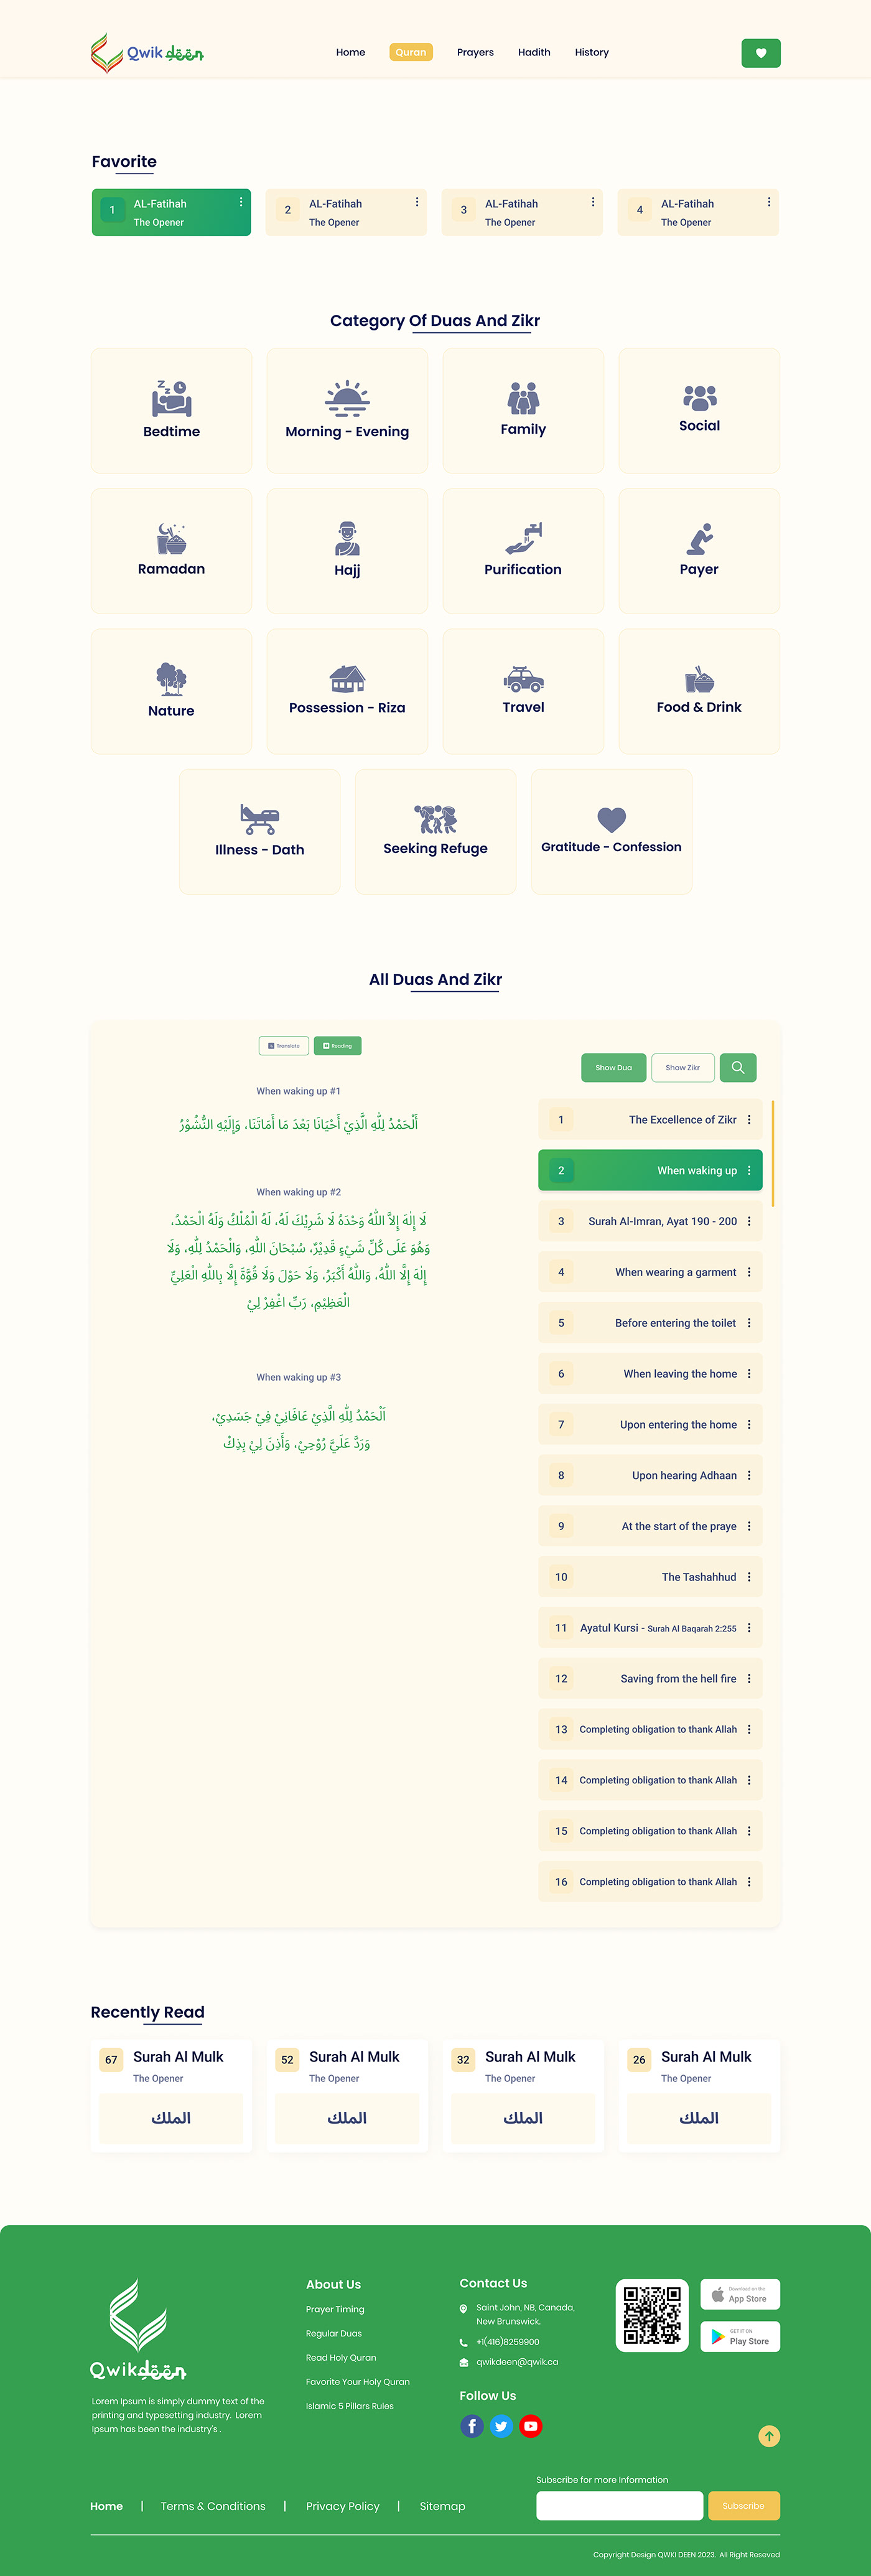 Qwik dëën
Home
Quran
Prayers
Hadith
History
Favorite
1
AL-Fatihah
The Opener
2
AL-Fatihah
The Opener
3
AL-Fatihah
The Opener
4
AL-Fatihah
The Opener
Category Of Duas And Zikr
Bedtime
Morning - Evening
Family
Social
Ramadan
Hajj
Purification
Payer
Nature
Possession - Riza
Travel
Food & Drink
Illness - Dath
Seeking Refuge
Gratitude - Confession
All Duas And Zikr
Translate
Reading
When waking up #1
أَلْحَمْدُ لِلّٰهِ الَّذِيْ أَحْيَانَا بَعْدَ مَا أَمَاتَنَا، وَإِلَيْهِ النُّشُوْرُ
When waking up #2
لَا إِلٰهَ إِلاَّ اللّٰهُ وَحْدَهُ لَا شَرِيْكَ لَهُ، لَهُ الْمُلْكُ وَلَهُ الْحَمْدُ،
وَهُوَ عَلَى كُلِّ شَيْءٍ قَدِيْرٌ، سُبْحَانَ اللّٰهِ، وَالْحَمْدُ لِلّٰهِ، وَلَا
إِلٰهَ إِلَّا اللّٰهُ، وَاللّٰهُ أَكْبَرُ، وَلَا حَوْلَ وَلَا قُوَّةَ إِلَّا بِاللّٰهِ الْعَلِيِّ
الْعَظِيْمِ، رَبِّ اغْفِرْ لِيْ
When waking up #3
اَلْحَمْدُ لِلّٰهِ الَّذِيْ عَافَانِيْ فِيْ جَسَدِيْ،
وَرَدَّ عَلَيَّ رُوْحِيْ، وَأَذِنَ لِيْ بِذِكْ
Show Dua
Show Zikr
1 The Excellence of Zikr
2 When waking up
3 Surah Al-Imran, Ayat 190 - 200
4 When wearing a garment
5 Before entering the toilet
6 When leaving the home
7 Upon entering the home
8 Upon hearing Adhaan
9 At the start of the praye
10 The Tashahhud
11 Ayatul Kursi - Surah Al Baqarah 2:255
12 Saving from the hell fire
13 Completing obligation to thank Allah
14 Completing obligation to thank Allah
15 Completing obligation to thank Allah
16 Completing obligation to thank Allah
Recently Read
67
Surah Al Mulk
The Opener
الملك
52
Surah Al Mulk
The Opener
الملك
32
Surah Al Mulk
The Opener
الملك
26
Surah Al Mulk
The Opener
الملك
Qwikdëën
Lorem Ipsum is simply dummy text of the
printing and typesetting industry. Lorem
Ipsum has been the industry's .
About Us
Prayer Timing
Regular Duas
Read Holy Quran
Favorite Your Holy Quran
Islamic 5 Pillars Rules
Contact Us
Saint John, NB, Canada,
New Brunswick.
+1(416)8259900
qwikdeen@qwik.ca
Follow Us
Download on the
App Store
GET IT ON
Play Store
Subscribe for more Information
Subscribe
Home | Terms & Conditions | Privacy Policy | Sitemap
Copyright Design QWKI DEEN 2023. All Right Reseved